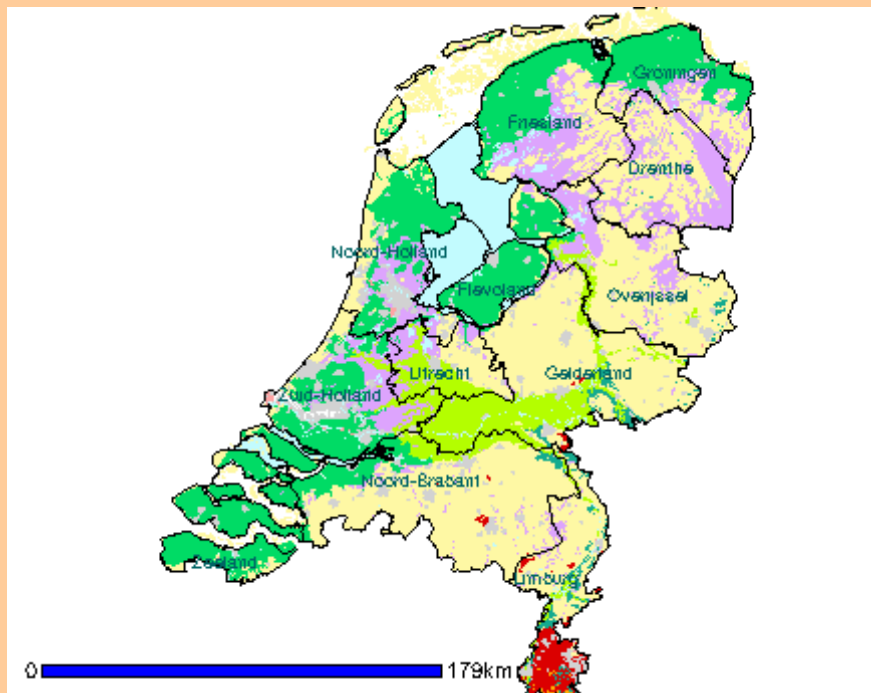 Groningen
Friesland
Drenthe
Noord-Holland
Flevoland
Overijssel
Utrecht
Gelderland
Zuid-Holland
Noord-Brabant
Zeeland
Limburg
0 179km